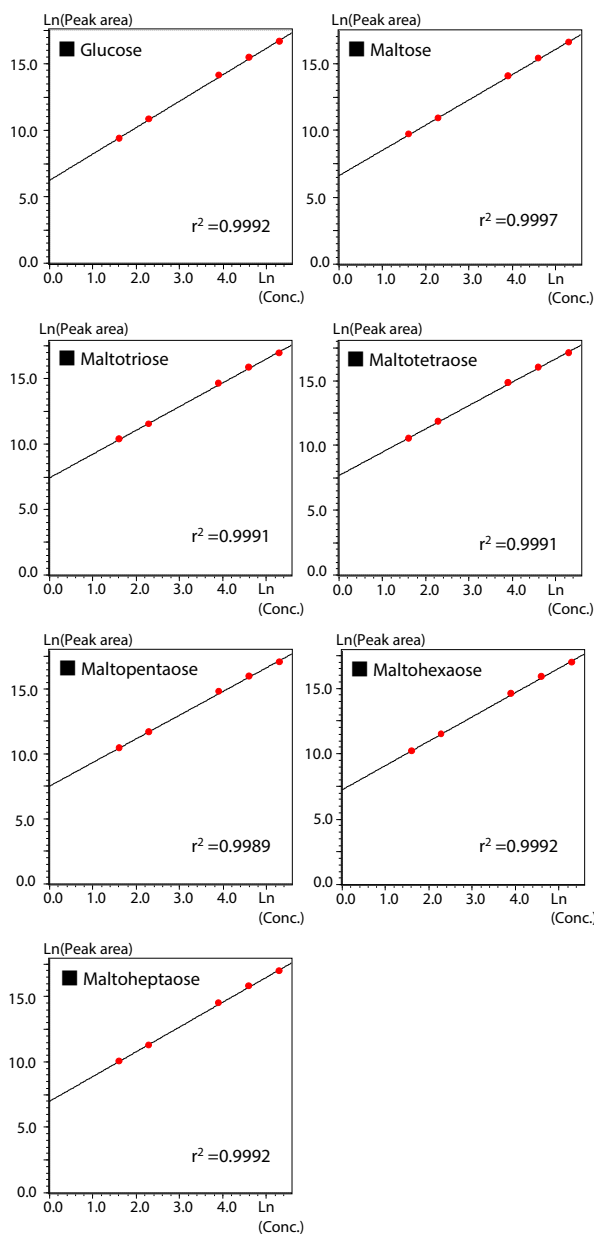 Ln(Peak area)
■ Glucose
15.0
10.0
5.0
0.0
r² =0.9992
0.0 1.0 2.0 3.0 4.0 Ln
(Conc.)
Ln(Peak area)
■ Maltose
15.0
10.0
5.0
0.0
r² =0.9997
0.0 1.0 2.0 3.0 4.0 Ln
(Conc.)
Ln(Peak area)
■ Maltotriose
15.0
10.0
5.0
0.0
r² =0.9991
0.0 1.0 2.0 3.0 4.0 Ln
(Conc.)
Ln(Peak area)
■ Maltotetraose
15.0
10.0
5.0
0.0
r² =0.9991
0.0 1.0 2.0 3.0 4.0 Ln
(Conc.)
Ln(Peak area)
■ Maltopentaose
15.0
10.0
5.0
0.0
r² =0.9989
0.0 1.0 2.0 3.0 4.0 Ln
(Conc.)
Ln(Peak area)
■ Maltohexaose
15.0
10.0
5.0
0.0
r² =0.9992
0.0 1.0 2.0 3.0 4.0 Ln
(Conc.)
Ln(Peak area)
■ Maltoheptaose
15.0
10.0
5.0
0.0
r² =0.9992
0.0 1.0 2.0 3.0 4.0 Ln
(Conc.)